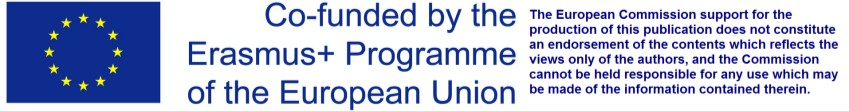 Co-funded by the
Erasmus+ Programme
of the European Union
The European Commission support for the
production of this publication does not constitute
an endorsement of the contents which reflects the
views only of the authors, and the Commission
cannot be held responsible for any use which may
be made of the information contained therein.